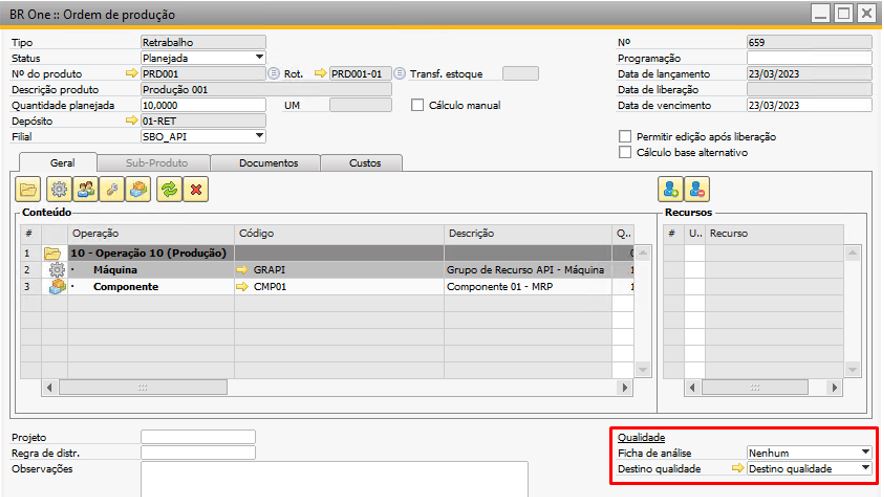 BR One :: Ordem de produção
Tipo Retrabalho Nº 659
Status Planejada Programação
Nº do produto PRD001 Rot. PRD001-01 Transf. estoque Data de lançamento 23/03/2023
Descrição produto Produção 001 Data de liberação
Quantidade planejada 10,0000 UM Cálculo manual Data de vencimento 23/03/2023
Depósito 01-RET
Filial SBO_API Permitir edição após liberação
Cálculo base alternativo
Geral Sub-Produto Documentos Custos
Conteúdo Recursos
# Operação Código Descrição Q.. # U.. Recurso
1 10 - Operação 10 (Produção) 0
2 · Máquina GRAPI Grupo de Recurso API - Máquina 1
3 · Componente CMP01 Componente 01 - MRP 1
Projeto Qualidade
Regra de distr. Ficha de análise Nenhum
Observações Destino qualidade Destino qualidade